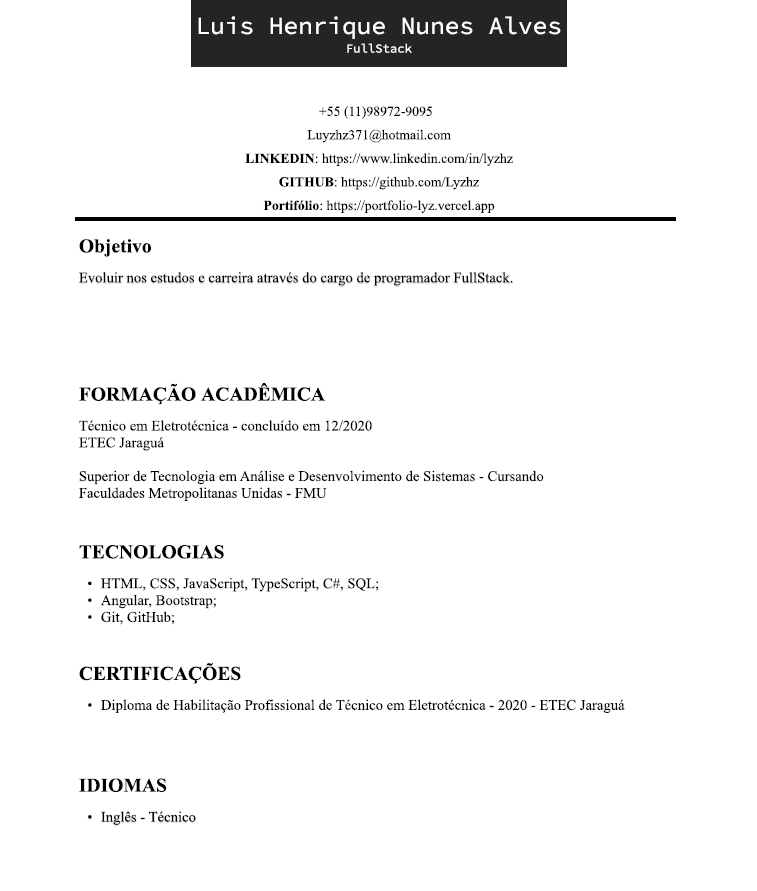 Luis Henrique Nunes Alves
FullStack
+55 (11)98972-9095
Luyzhz371@hotmail.com
LINKEDIN: https://www.linkedin.com/in/lyzhz
GITHUB: https://github.com/Lyzhz
Portifólio: https://portfolio-lyz.vercel.app
Objetivo
Evoluir nos estudos e carreira através do cargo de programador FullStack.
FORMAÇÃO ACADÊMICA
Técnico em Eletrotécnica - concluído em 12/2020
ETEC Jaraguá
Superior de Tecnologia em Análise e Desenvolvimento de Sistemas - Cursando
Faculdades Metropolitanas Unidas - FMU
TECNOLOGIAS
• HTML, CSS, JavaScript, TypeScript, C#, SQL;
• Angular, Bootstrap;
• Git, GitHub;
CERTIFICAÇÕES
• Diploma de Habilitação Profissional de Técnico em Eletrotécnica - 2020 - ETEC Jaraguá
IDIOMAS
• Inglês - Técnico